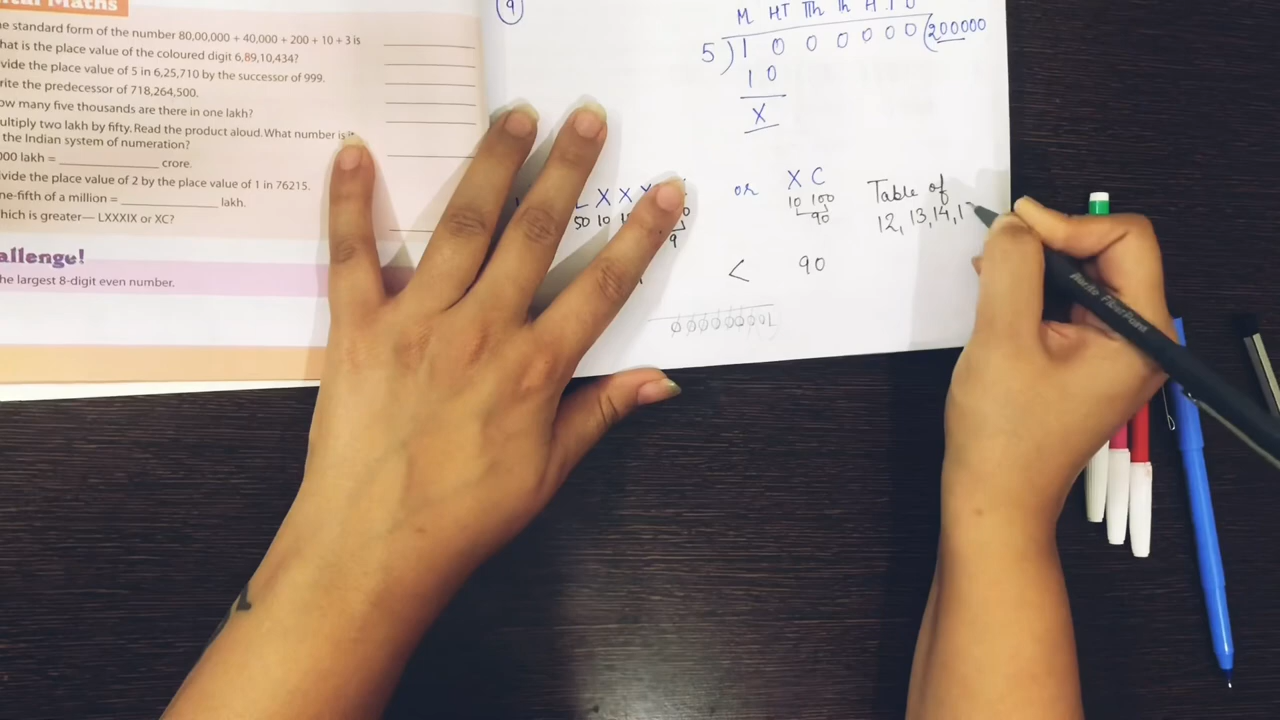 Maths
e standard form of the number 80,00,000 + 40,000 + 200 + 10 + 3 is
hat is the place value of the coloured digit 6,89,10,434?
vide the place value of 5 in 6,25,710 by the successor of 999.
rite the predecessor of 718,264,500.
ow many five thousands are there in one lakh?
ultiply two lakh by fifty. Read the product aloud. What number is
the Indian system of numeration?
000 lakh = ____________ crore.
vide the place value of 2 by the place value of 1 in 76215.
ne-fifth of a million = ____________ lakh.
hich is greater— LXXXIX or XC?
allenge!
he largest 8-digit even number.
9
M HT TTh Th H T O
5)1 0 0 0 0 0 0(200000
1 0
X
L X X
50 10
9
or
X C
10 100
90
< 90
Table of
12, 13, 14, 1